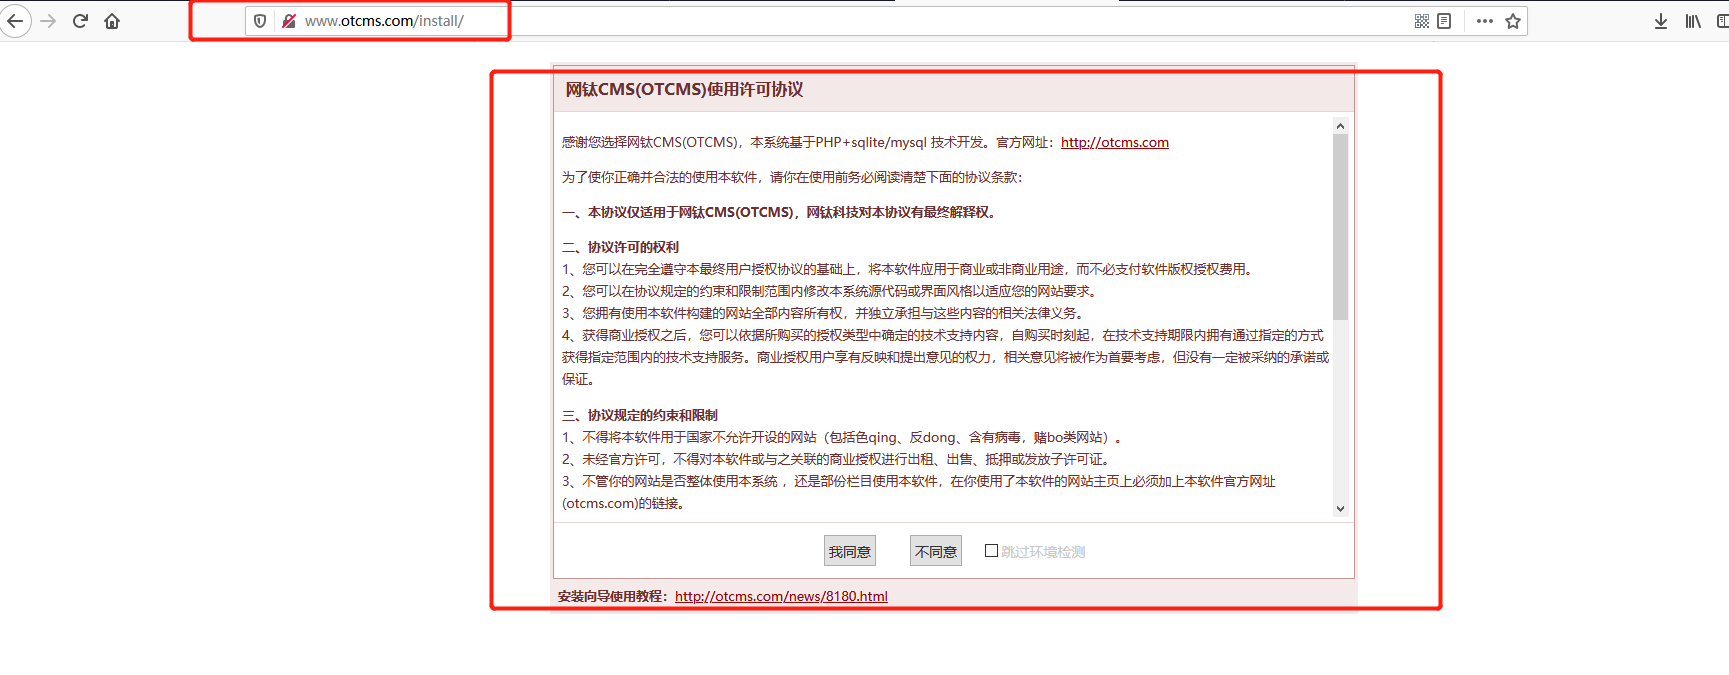 www.otcms.com/install/
网钛CMS(OTCMS)使用许可协议
感谢您选择网钛CMS(OTCMS)，本系统基于PHP+sqlite/mysql 技术开发。官方网址：http://otcms.com
为了使你正确并合法的使用本软件，请你在使用前务必阅读清楚下面的协议条款：
一、本协议仅适用于网钛CMS(OTCMS)，网钛科技对本协议有最终解释权。
二、协议许可的权利
1、您可以在完全遵守本最终用户授权协议的基础上，将本软件应用于商业或非商业用途，而不必支付软件版权授权费用。
2、您可以在协议规定的约束和限制范围内修改本系统源代码或界面风格以适应您的网站要求。
3、您拥有使用本软件构建的网站全部内容所有权，并独立承担与这些内容的相关法律义务。
4、获得商业授权之后，您可以依据所购买的授权类型中确定的技术支持内容，自购买时刻起，在技术支持期限内拥有通过指定的方式
获得指定范围内的技术支持服务。商业授权用户享有反映和提出意见的权力，相关意见将被作为首要考虑，但没有一定被采纳的承诺或
保证。
三、协议规定的约束和限制
1、不得将本软件用于国家不允许开设的网站（包括色qing、反dong、含有病毒，赌bo类网站）。
2、未经官方许可，不得对本软件或与之关联的商业授权进行出租、出售、抵押或发放子许可证。
3、不管你的网站是否整体使用本系统 ，还是部份栏目使用本软件，在你使用了本软件的网站主页上必须加上本软件官方网址
(otcms.com)的链接。
我同意 不同意 跳过环境检测
安装向导使用教程：http://otcms.com/news/8180.html